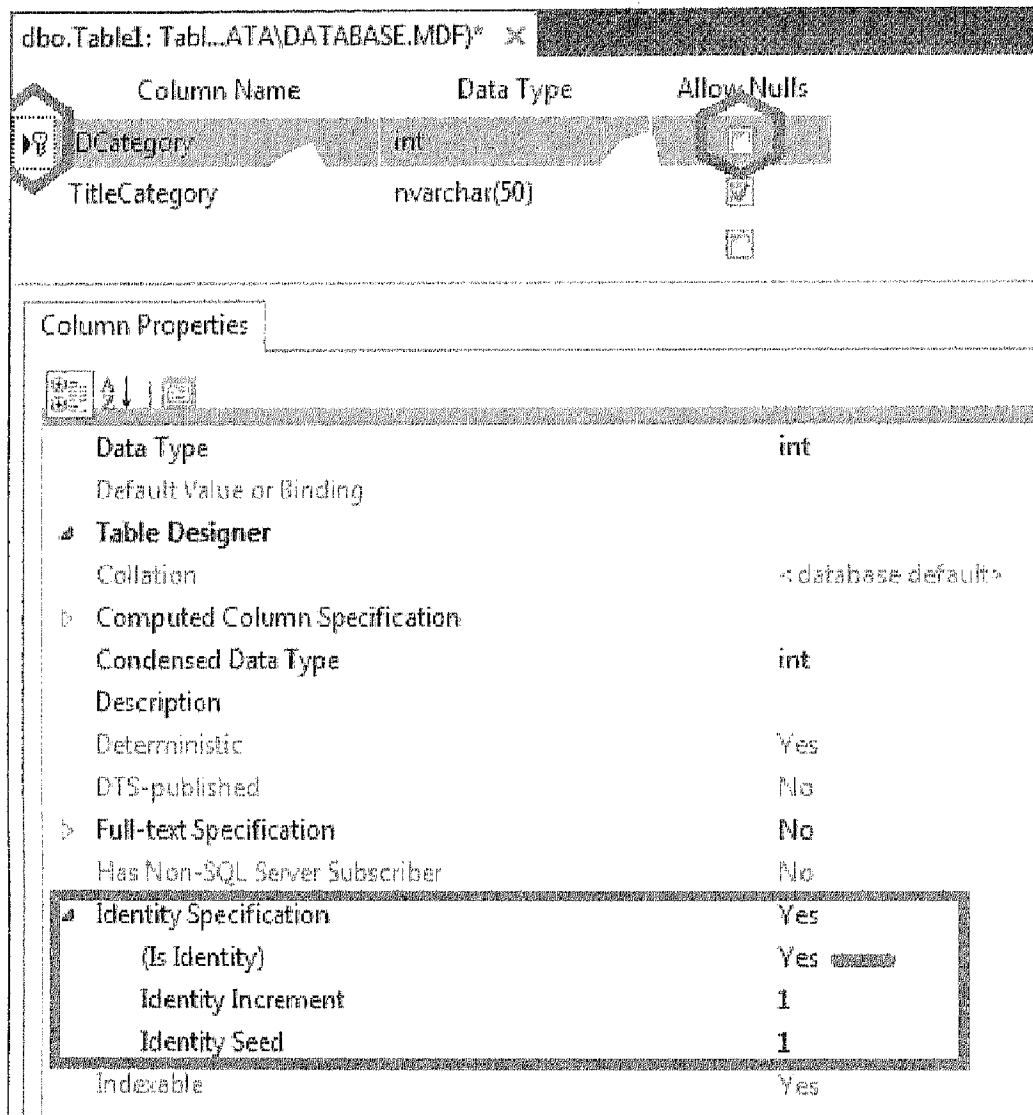 dbo.Table1: Tabl...ATA\DATABASE.MDF)*
Column Name Data Type Allow Nulls
DCategory int
TitleCategory nvarchar(50)
Column Properties
Data Type int
Default Value or Binding
Table Designer
Collation <database default>
Computed Column Specification
Condensed Data Type int
Description
Deterministic Yes
DTS-published No
Full-text Specification No
Has Non-SQL Server Subscriber No
Identity Specification Yes
(Is Identity) Yes
Identity Increment 1
Identity Seed 1
Indexable Yes